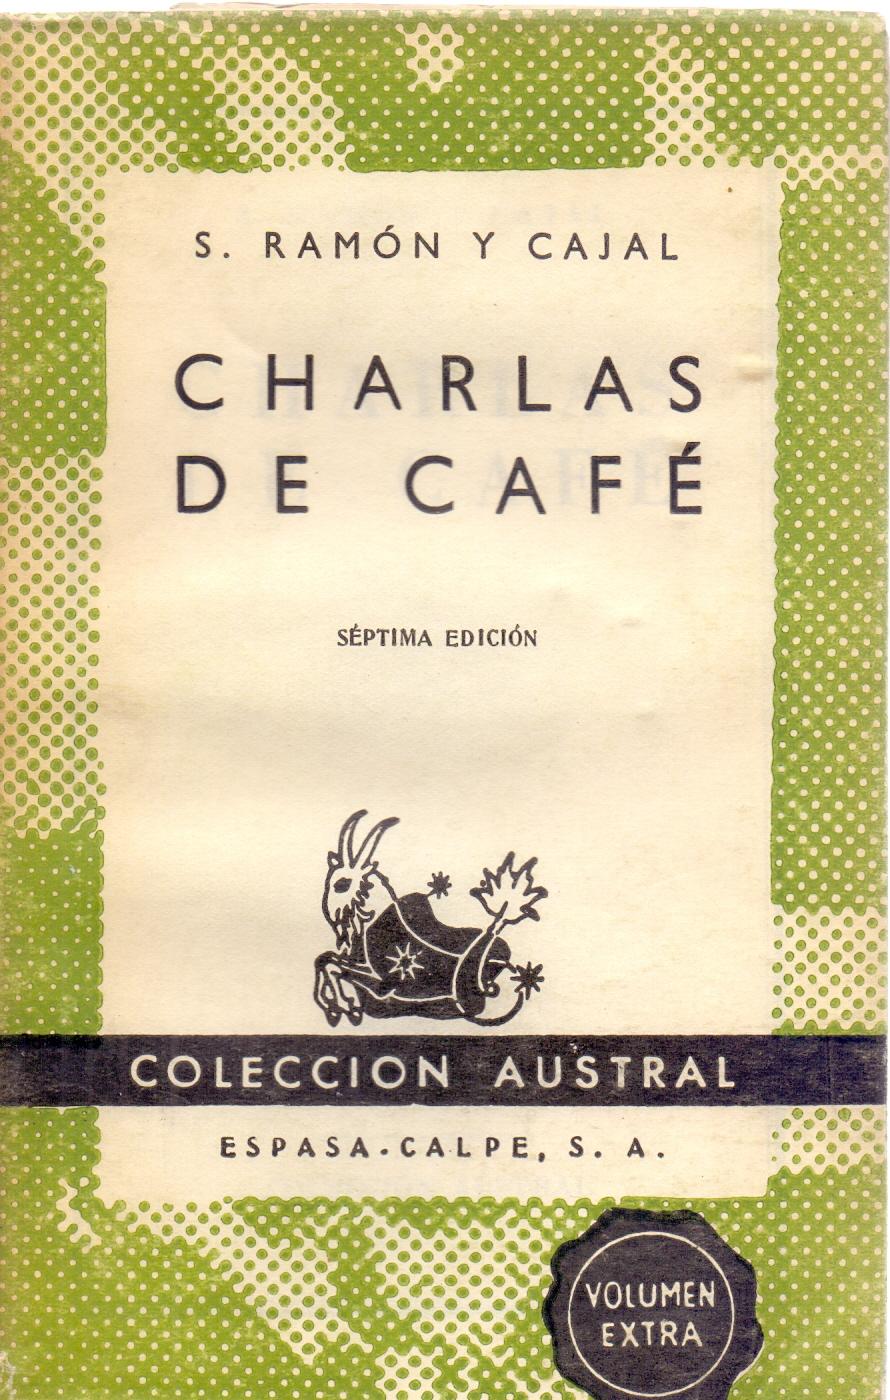 S. RAMÓN Y CAJAL
CHARLAS
DE CAFÉ
SÉPTIMA EDICIÓN
COLECCION AUSTRAL
ESPASA-CALPE, S. A.
VOLUMEN
EXTRA